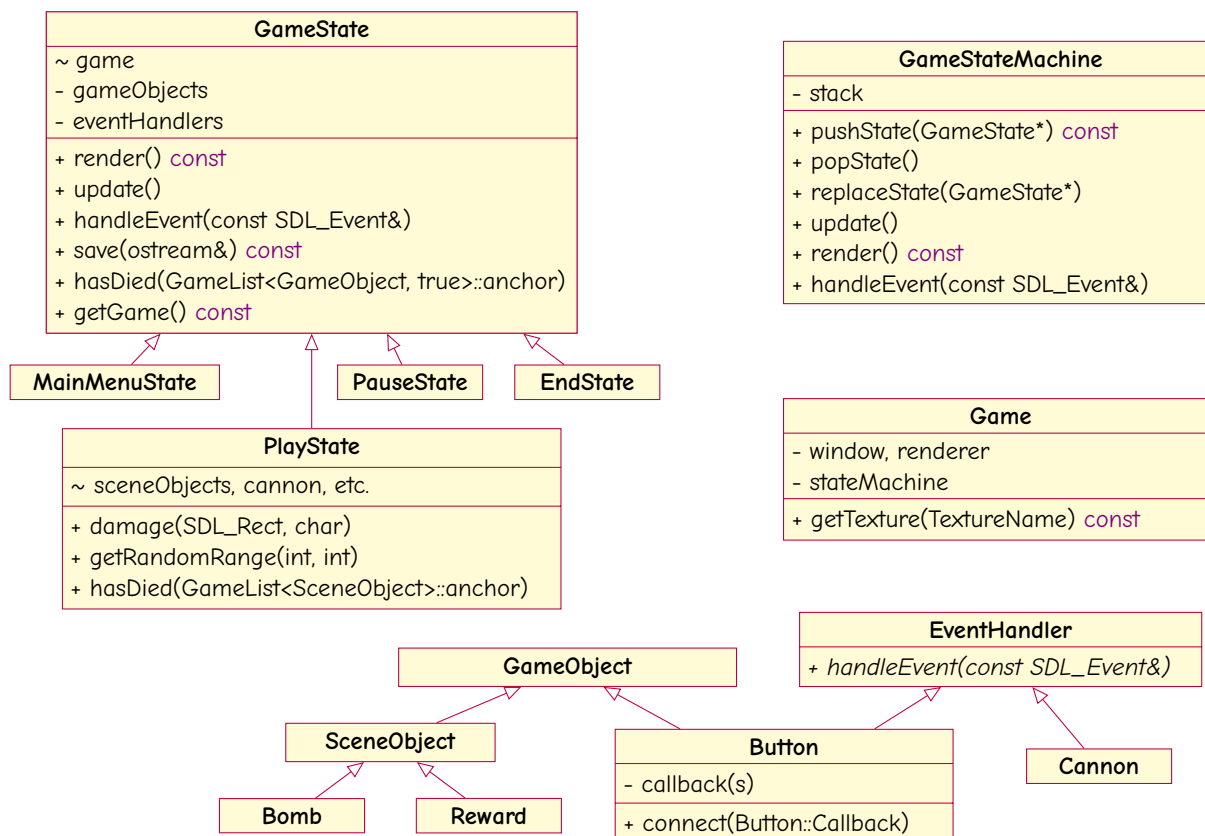 GameState
~ game
- gameObjects
- eventHandlers
+ render() const
+ update()
+ handleEvent(const SDL_Event&)
+ save(ostream&) const
+ hasDied(GameList<GameObject, true>::anchor)
+ getGame() const
GameStateMachine
- stack
+ pushState(GameState*) const
+ popState()
+ replaceState(GameState*)
+ update()
+ render() const
+ handleEvent(const SDL_Event&)
MainMenuState
PauseState
EndState
PlayState
~ sceneObjects, cannon, etc.
+ damage(SDL_Rect, char)
+ getRandomRange(int, int)
+ hasDied(GameList<SceneObject>::anchor)
Game
- window, renderer
- stateMachine
+ getTexture(TextureName) const
EventHandler
+ handleEvent(const SDL_Event&)
GameObject
SceneObject
Button
- callback(s)
+ connect(Button::Callback)
Cannon
Bomb
Reward